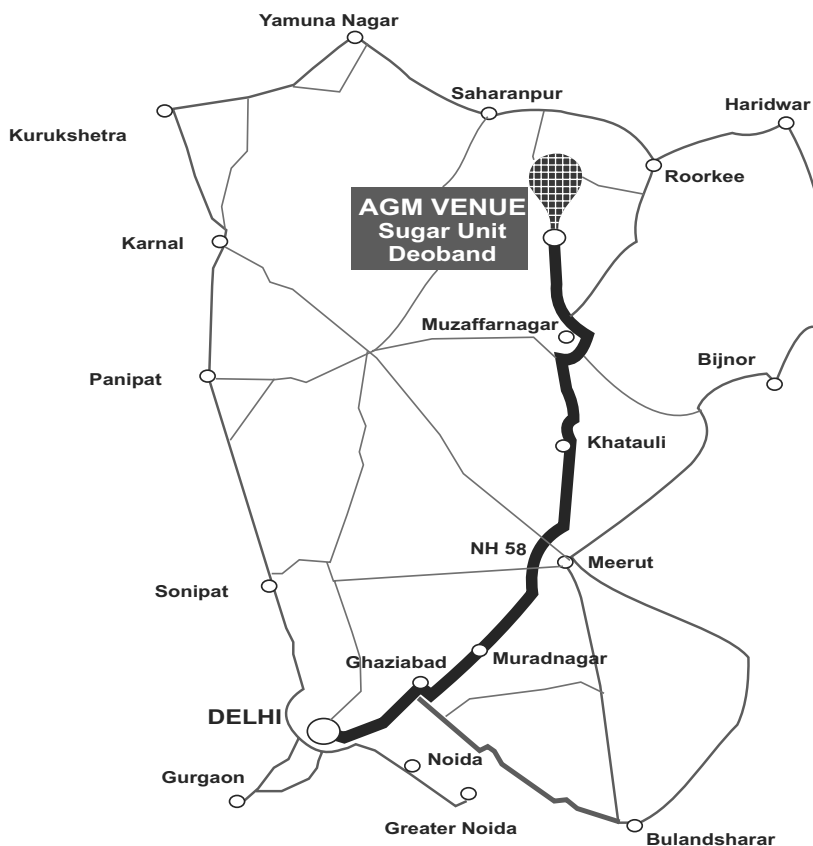 Yamuna Nagar
Saharanpur
Haridwar
Kurukshetra
Roorkee
AGM VENUE
Sugar Unit
Deoband
Karnal
Muzaffarnagar
Bijnor
Panipat
Khatauli
NH 58
Meerut
Sonipat
Ghaziabad
Muradnagar
DELHI
Noida
Gurgaon
Greater Noida
Bulandsharar